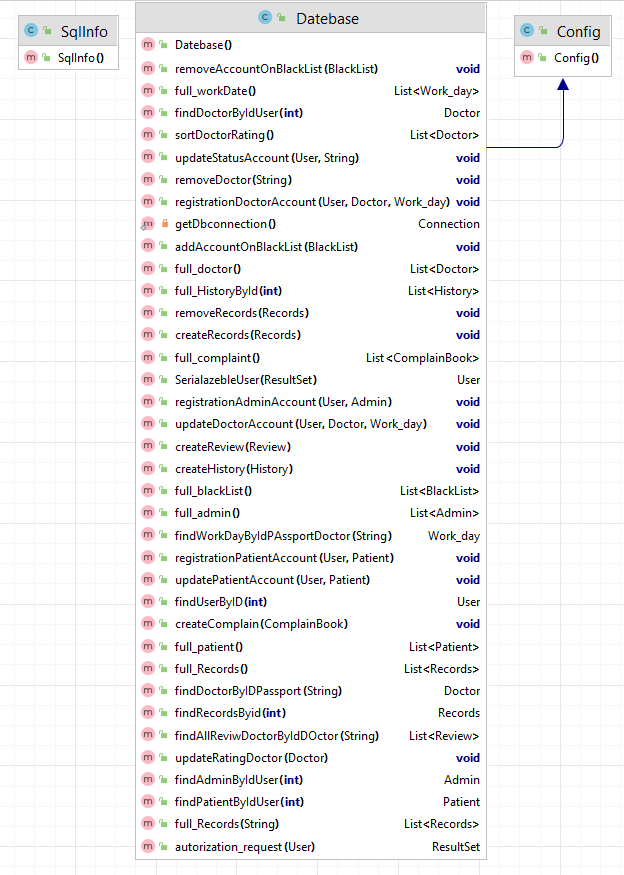 SqlInfo
SqlInfo()
Datebase
Datebase()
removeAccountOnBlackList(BlackList) void
full_workDate() List<Work_day>
findDoctorByIdUser(int) Doctor
sortDoctorRating() List<Doctor>
updateStatusAccount(User, String) void
removeDoctor(String) void
registrationDoctorAccount(User, Doctor, Work_day) void
getDbconnection() Connection
addAccountOnBlackList(BlackList) void
full_doctor() List<Doctor>
full_HistoryById(int) List<History>
removeRecords(Records) void
createRecords(Records) void
full_complaint() List<ComplainBook>
SerialazebleUser(ResultSet) User
registrationAdminAccount(User, Admin) void
updateDoctorAccount(User, Doctor, Work_day) void
createReview(Review) void
createHistory(History) void
full_blackList() List<BlackList>
full_admin() List<Admin>
findWorkDayByIdPAssportDoctor(String) Work_day
registrationPatientAccount(User, Patient) void
updatePatientAccount(User, Patient) void
findUserByID(int) User
createComplain(ComplainBook) void
full_patient() List<Patient>
full_Records() List<Records>
findDoctorByIDPassport(String) Doctor
findRecordsByid(int) Records
findAllReviwDoctorByIdDOctor(String) List<Review>
updateRatingDoctor(Doctor) void
findAdminByIdUser(int) Admin
findPatientByIdUser(int) Patient
full_Records(String) List<Records>
autorization_request(User) ResultSet
Config
Config()